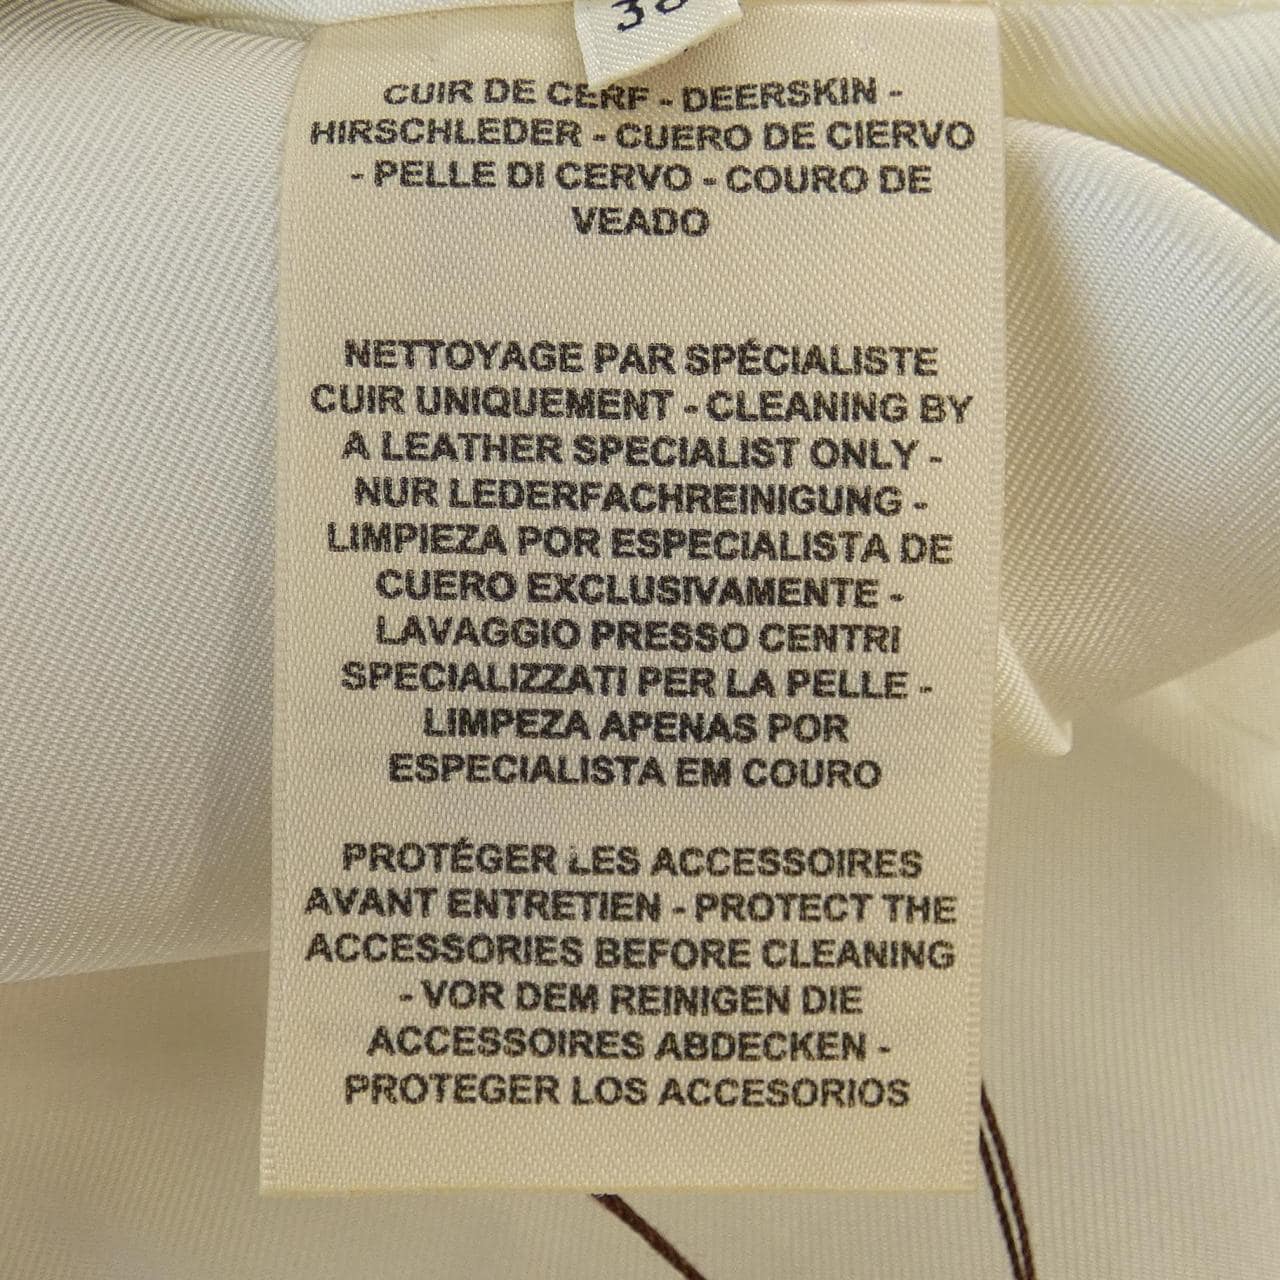 38
CUIR DE CERF - DEERSKIN -
HIRSCHLEDER - CUERO DE CIERVO
- PELLE DI CERVO - COURO DE
VEADO
NETTOYAGE PAR SPÉCIALISTE
CUIR UNIQUEMENT - CLEANING BY
A LEATHER SPECIALIST ONLY -
NUR LEDERFACHREINIGUNG -
LIMPIEZA POR ESPECIALISTA DE
CUERO EXCLUSIVAMENTE -
LAVAGGIO PRESSO CENTRI
SPECIALIZZATI PER LA PELLE -
LIMPEZA APENAS POR
ESPECIALISTA EM COURO
PROTÉGER LES ACCESSOIRES
AVANT ENTRETIEN - PROTECT THE
ACCESSORIES BEFORE CLEANING
- VOR DEM REINIGEN DIE
ACCESSOIRES ABDECKEN -
PROTEGER LOS ACCESORIOS